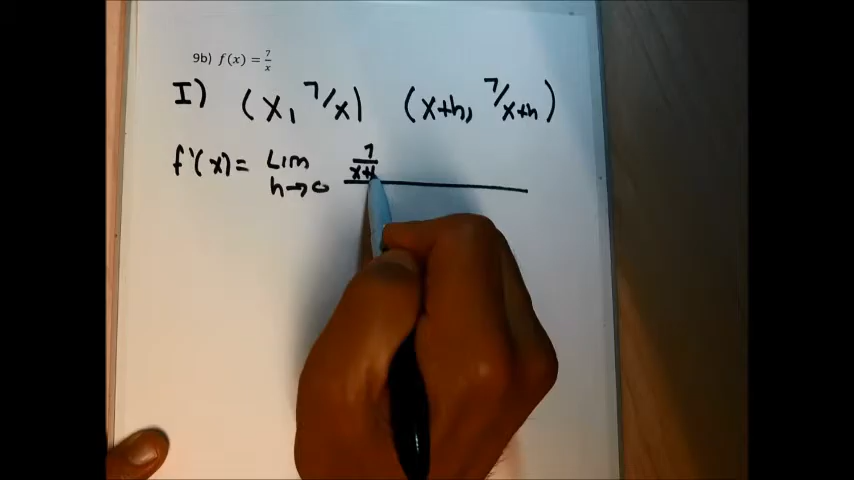 9b) f(x) = 7/x
I) (x, 7/x) (x+h, 7/x+h)
f'(x) = Lim h→0 7/x+h